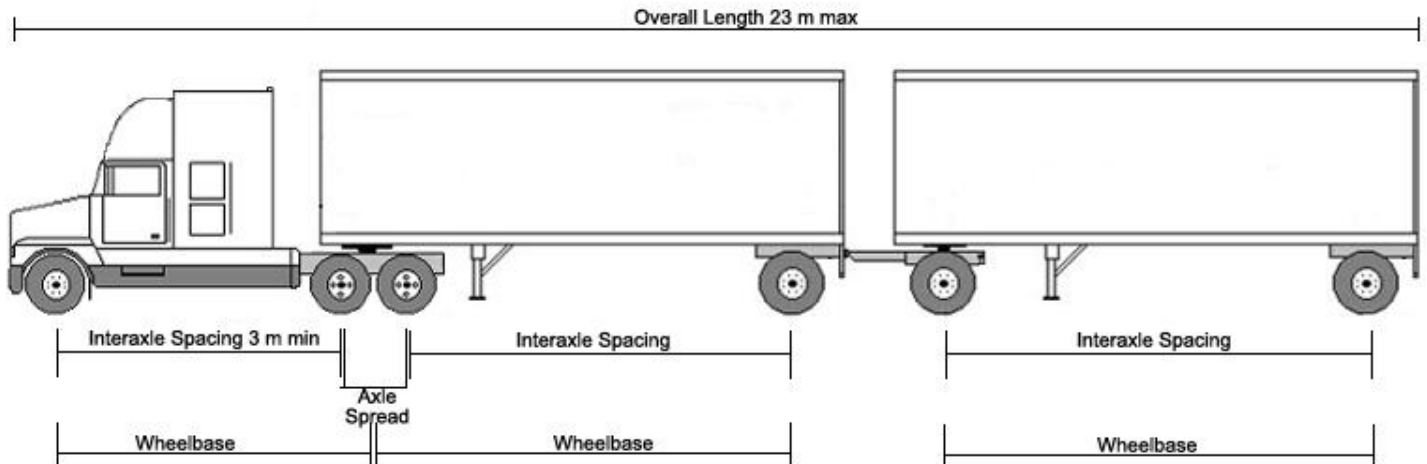 Overall Length 23 m max
Interaxle Spacing 3 m min
Interaxle Spacing
Interaxle Spacing
Axle
Spread
Wheelbase
Wheelbase
Wheelbase